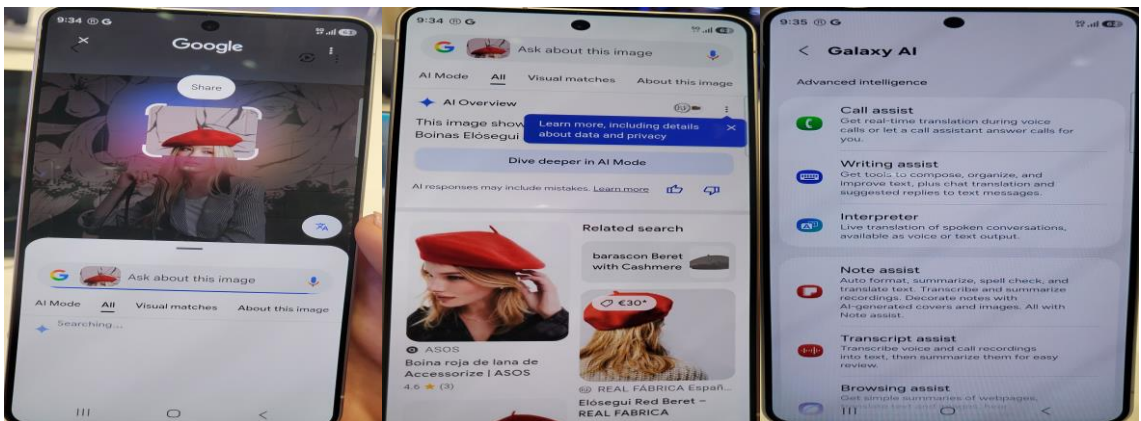 9:34 G
Google
Share
Ask about this image
AI Mode All Visual matches About this image
Searching...
9:34 G
Ask about this image
AI Mode All Visual matches About this image
AI Overview
This image show
Boinas Elósegui
Learn more, including details
about data and privacy
Dive deeper in AI Mode
AI responses may include mistakes. Learn more
ASOS
Boina roja de lana de
Accessorize | ASOS
4.6 ★ (3)
Related search
barascon Beret
with Cashmere
€30*
REAL FÁBRICA Españ...
Elósegui Red Beret –
REAL FABRICA
9:35 G
< Galaxy AI
Advanced intelligence
Call assist
Get real-time translation during voice
calls or let a call assistant answer calls for
you.
Writing assist
Get tools to compose, organize, and
improve text, plus chat translation and
suggested replies to text messages.
Interpreter
Live translation of spoken conversations,
available as voice or text output.
Note assist
Auto format, summarize, spell check, and
translate text. Transcribe and summarize
recordings. Decorate notes with
AI-generated covers and images. All with
Note assist.
Transcript assist
Transcribe voice and call recordings
into text, then summarize them for easy
review.
Browsing assist
Get simple summaries of webpages,